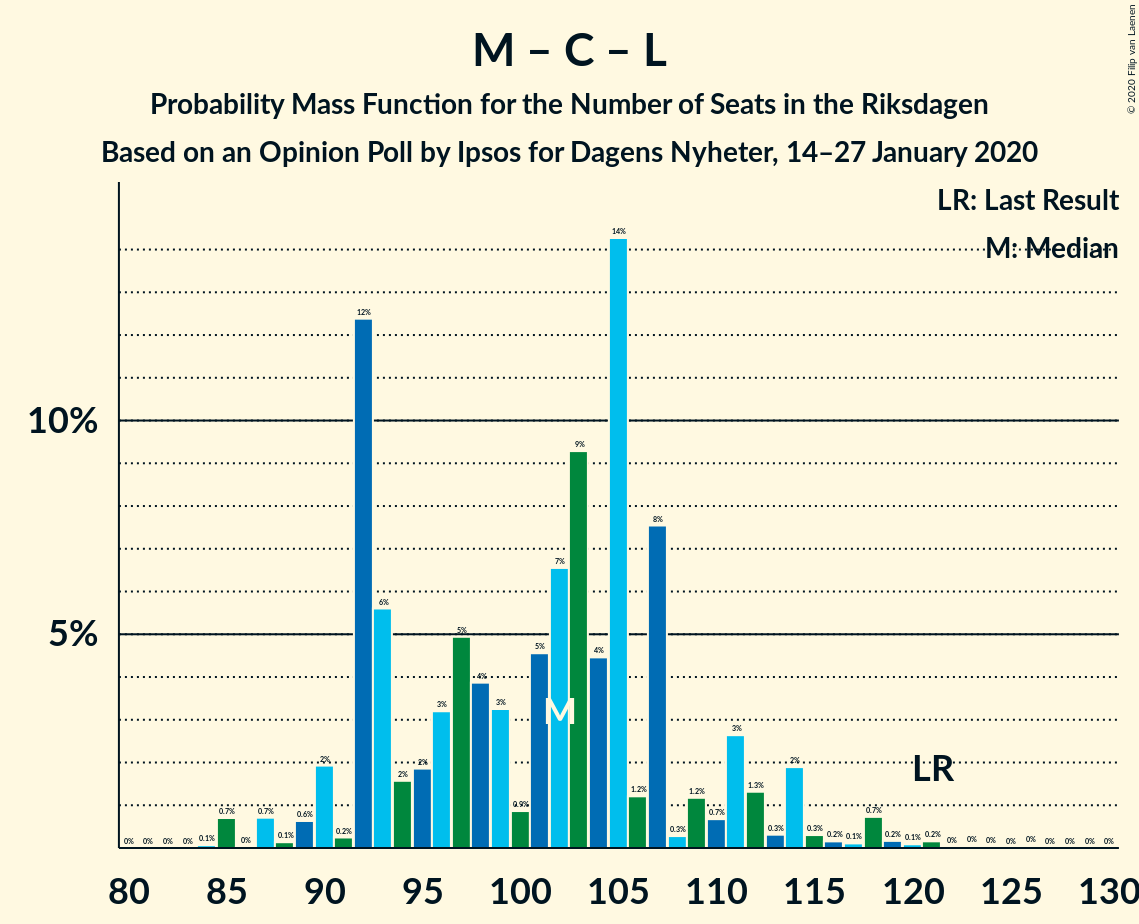 M – C – L
Probability Mass Function for the Number of Seats in the Riksdagen
Based on an Opinion Poll by Ipsos for Dagens Nyheter, 14–27 January 2020
© 2020 Filip van Laenen
LR: Last Result
M: Median
10%
5%
0% 0% 0% 0% 0.1% 0.7% 0% 0.7% 0.1% 0.6% 2% 0.2% 12% 6% 2% 2% 3% 5% 4% 3% 0.9% 5% 7% 9% 4% 14% 1.2% 8% 0.3% 1.2% 0.7% 3% 1.3% 0.3% 2% 0.3% 0.2% 0.1% 0.7% 0.2% 0.1% 0.2% 0% 0% 0% 0% 0% 0% 0% 0% 0%
M
LR
80 85 90 95 100 105 110 115 120 125 130